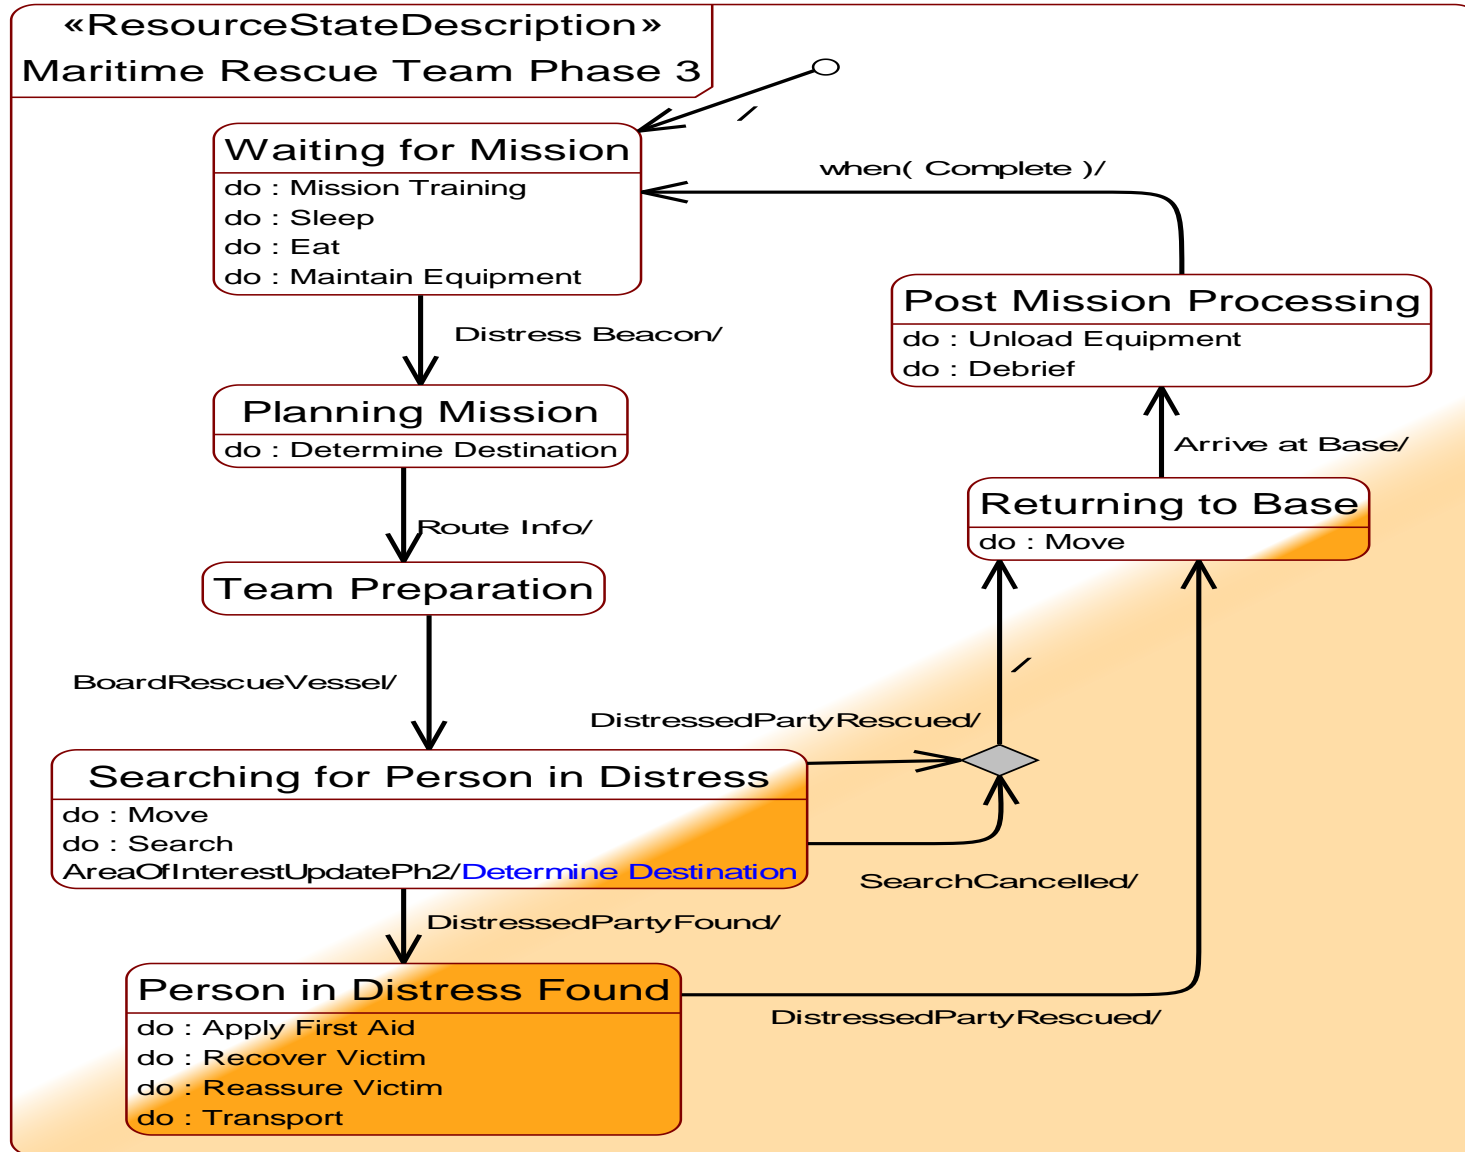 «ResourceStateDescription»
Maritime Rescue Team Phase 3
/
Waiting for Mission
do : Mission Training
do : Sleep
do : Eat
do : Maintain Equipment
when( Complete )/
Distress Beacon/
Post Mission Processing
do : Unload Equipment
do : Debrief
Planning Mission
do : Determine Destination
Arrive at Base/
Route Info/
Returning to Base
do : Move
Team Preparation
/
BoardRescueVessel/
DistressedPartyRescued/
Searching for Person in Distress
do : Move
do : Search
AreaOfInterestUpdatePh2/Determine Destination
SearchCancelled/
DistressedPartyFound/
Person in Distress Found
do : Apply First Aid
do : Recover Victim
do : Reassure Victim
do : Transport
DistressedPartyRescued/